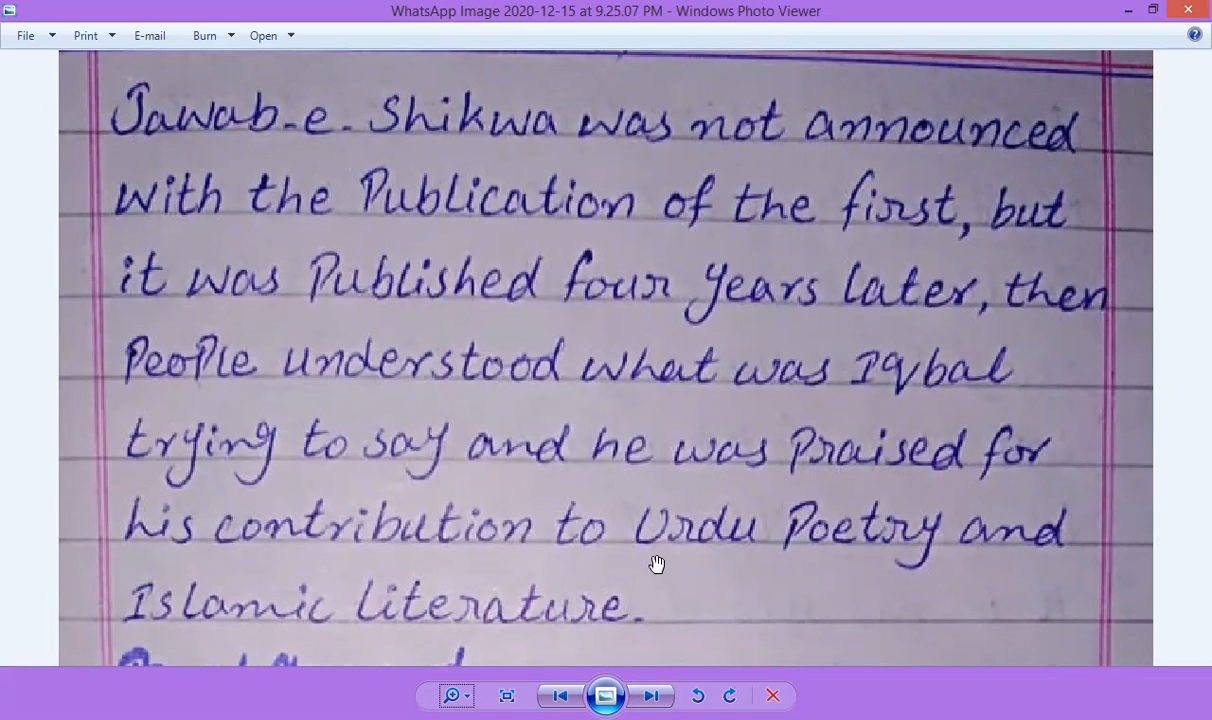 WhatsApp Image 2020-12-15 at 9.25.07 PM - Windows Photo Viewer
File Print E-mail Burn Open
Jawab-e-Shikwa was not announced
with the Publication of the first, but
it was Published four years later, then
People understood what was Iqbal
trying to say and he was Praised for
his contribution to Urdu Poetry and
Islamic literature.